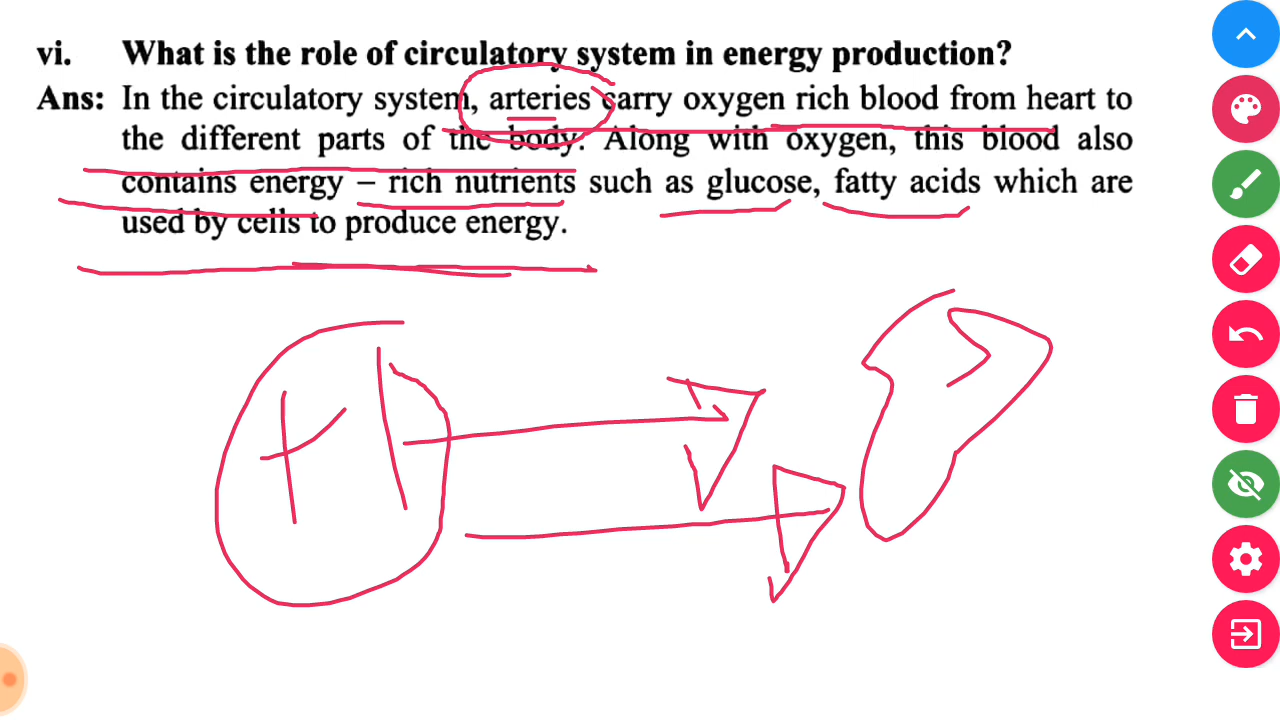 vi. What is the role of circulatory system in energy production?
Ans: In the circulatory system, arteries carry oxygen rich blood from heart to
the different parts of the body. Along with oxygen, this blood also
contains energy – rich nutrients such as glucose, fatty acids which are
used by cells to produce energy.
H